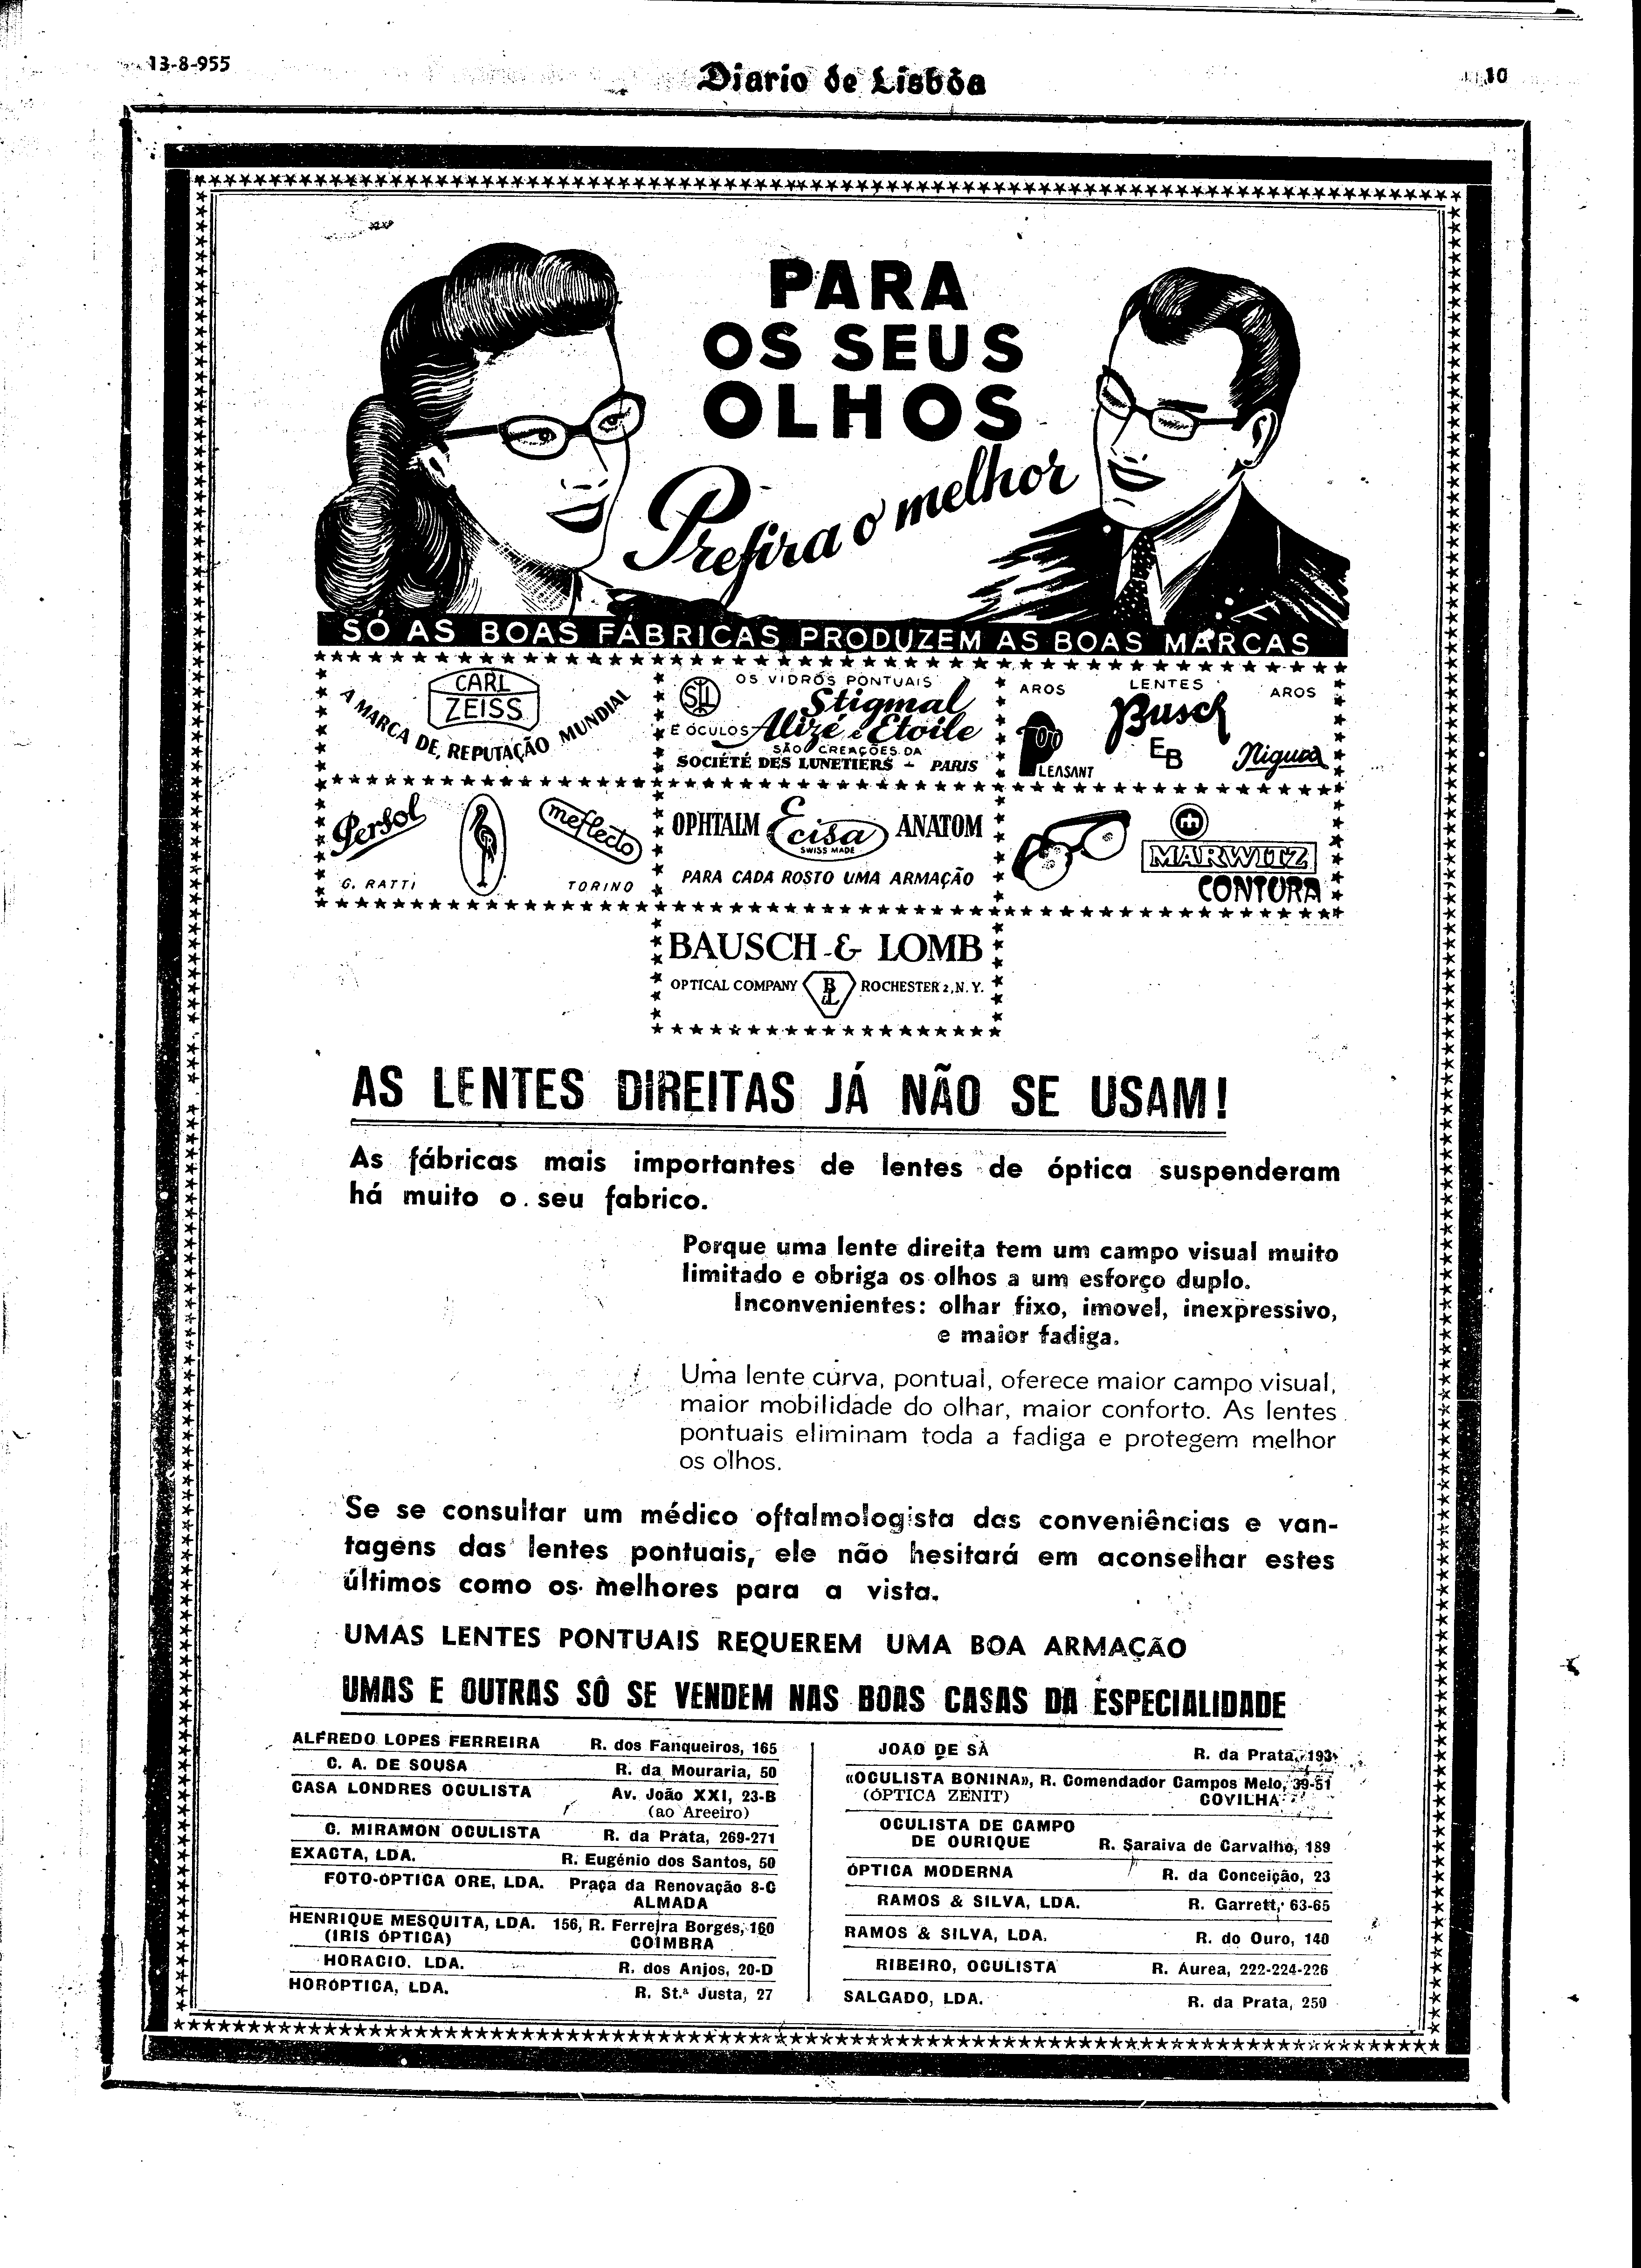 13-8-955
Diario de Lisbôa
10
PARA
OS SEUS
OLHOS
Prefira o melhor
SÓ AS BOAS FÁBRICAS PRODUZEM AS BOAS MARCAS
CARL
ZEISS
A MARCA DE REPUTAÇÃO MUNDIAL
OS VIDROS PONTUAIS
SIL
Stigmal
E ÓCULOS Alizé e Etoile
SÃO CREAÇÕES DA
SOCIÉTÉ DES LUNETIERS - PARIS
AROS
LENTES
AROS
Busch
EB
LEASANT
Nigura
Persol
meflecto
G. RATTI
TORINO
OPHTALM Ecisa ANATOM
SWISS MADE
PARA CADA ROSTO UMA ARMAÇÃO
MARWITZ
CONTURA
BAUSCH & LOMB
OPTICAL COMPANY B&L ROCHESTER 2, N. Y.
AS LENTES DIREITAS JÁ NÃO SE USAM!
As fábricas mais importantes de lentes de óptica suspenderam
há muito o seu fabrico.
Porque uma lente direita tem um campo visual muito
limitado e obriga os olhos a um esforço duplo.
Inconvenientes: olhar fixo, imovel, inexpressivo,
e maior fadiga.
Uma lente curva, pontual, oferece maior campo visual,
maior mobilidade do olhar, maior conforto. As lentes
pontuais eliminam toda a fadiga e protegem melhor
os olhos.
Se se consultar um médico oftalmologista das conveniências e van-
tagens das lentes pontuais, ele não hesitará em aconselhar estes
últimos como os melhores para a vista.
UMAS LENTES PONTUAIS REQUEREM UMA BOA ARMAÇÃO
UMAS E OUTRAS SÓ SE VENDEM NAS BOAS CASAS DA ESPECIALIDADE
ALFREDO LOPES FERREIRA R. dos Fanqueiros, 165
C. A. DE SOUSA R. da Mouraria, 50
CASA LONDRES OCULISTA Av. João XXI, 23-B
(ao Areeiro)
C. MIRAMON OCULISTA R. da Prata, 269-271
EXACTA, LDA. R. Eugénio dos Santos, 50
FOTO-ÓPTICA ORE, LDA. Praça da Renovação 8-C
ALMADA
HENRIQUE MESQUITA, LDA. 156, R. Ferreira Borges, 160
(IRIS ÓPTICA) COIMBRA
HORACIO, LDA. R. dos Anjos, 20-D
HORÓPTICA, LDA. R. St.ª Justa, 27
JOÃO DE SÁ R. da Prata, 193
«OCULISTA BONINA», R. Comendador Campos Melo, 39-51
(ÓPTICA ZENIT) COVILHA
OCULISTA DE CAMPO
DE OURIQUE R. Saraiva de Carvalho, 189
ÓPTICA MODERNA R. da Conceição, 23
RAMOS & SILVA, LDA. R. Garrett, 63-65
RAMOS & SILVA, LDA. R. do Ouro, 140
RIBEIRO, OCULISTA R. Áurea, 222-224-226
SALGADO, LDA. R. da Prata, 250